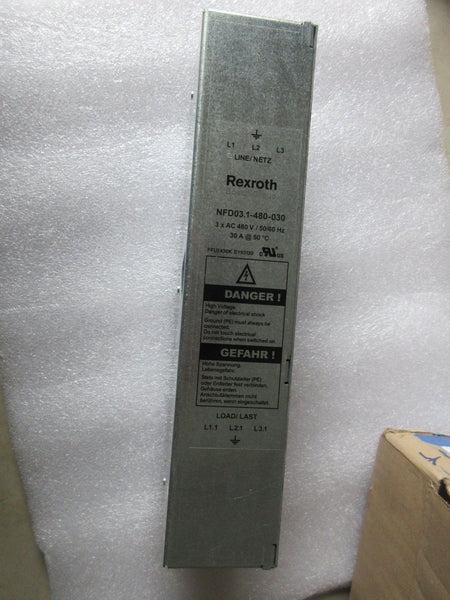 L1 L2 L3
LINE/ NETZ
Rexroth
NFD03.1-480-030
3 x AC 480 V / 50/60 Hz
30 A @ 50 °C
c US
DANGER !
High Voltage.
Danger of electrical shock
Ground (PE) must always be
connected.
Do not touch electrical
connections when switched on.
GEFAHR !
Hohe Spannung.
Lebensgefahr.
Stets mit Schutzleiter (PE)
oder Entladen fest verbinden.
Gehäuse erden.
Anschlußklemmen nicht
berühren, wenn eingeschaltet.
LOAD/ LAST
L1.1 L2.1 L3.1